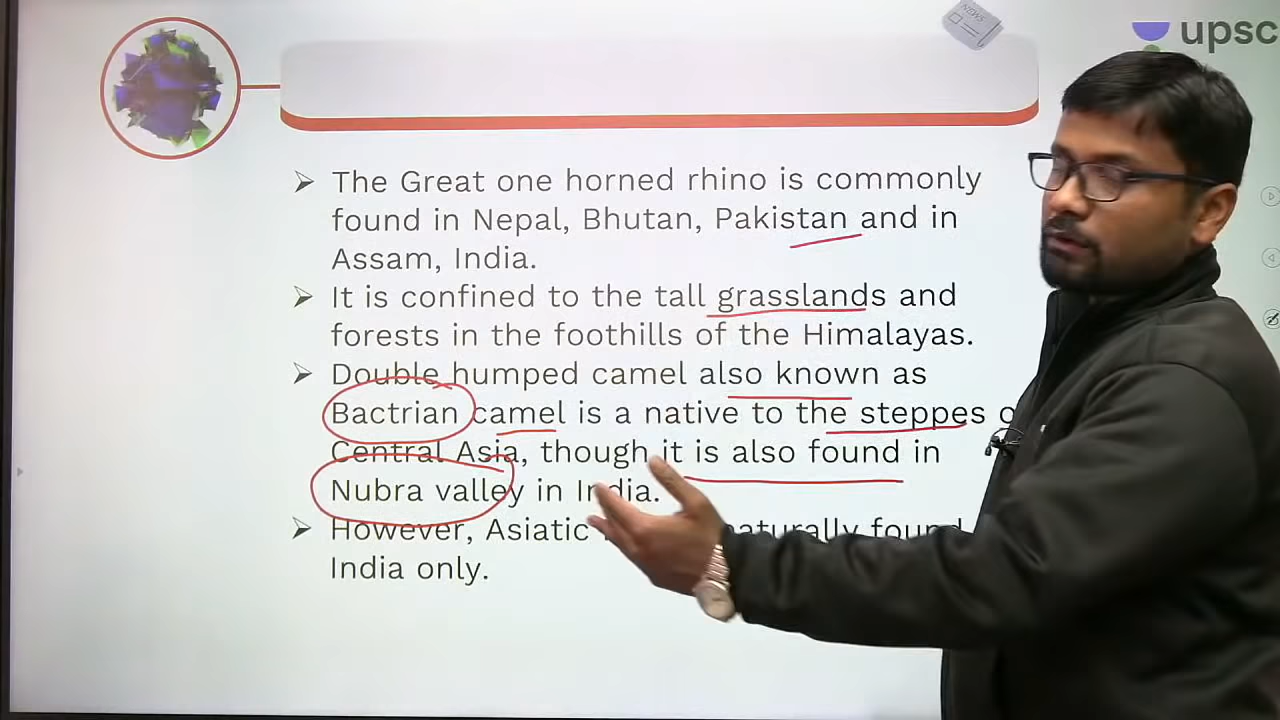 NEWS
upsc
➤ The Great one horned rhino is commonly
found in Nepal, Bhutan, Pakistan and in
Assam, India.
➤ It is confined to the tall grasslands and
forests in the foothills of the Himalayas.
➤ Double humped camel also known as
Bactrian camel is a native to the steppes
Central Asia, though it is also found in
Nubra valley in India.
➤ However, Asiatic naturally found
India only.